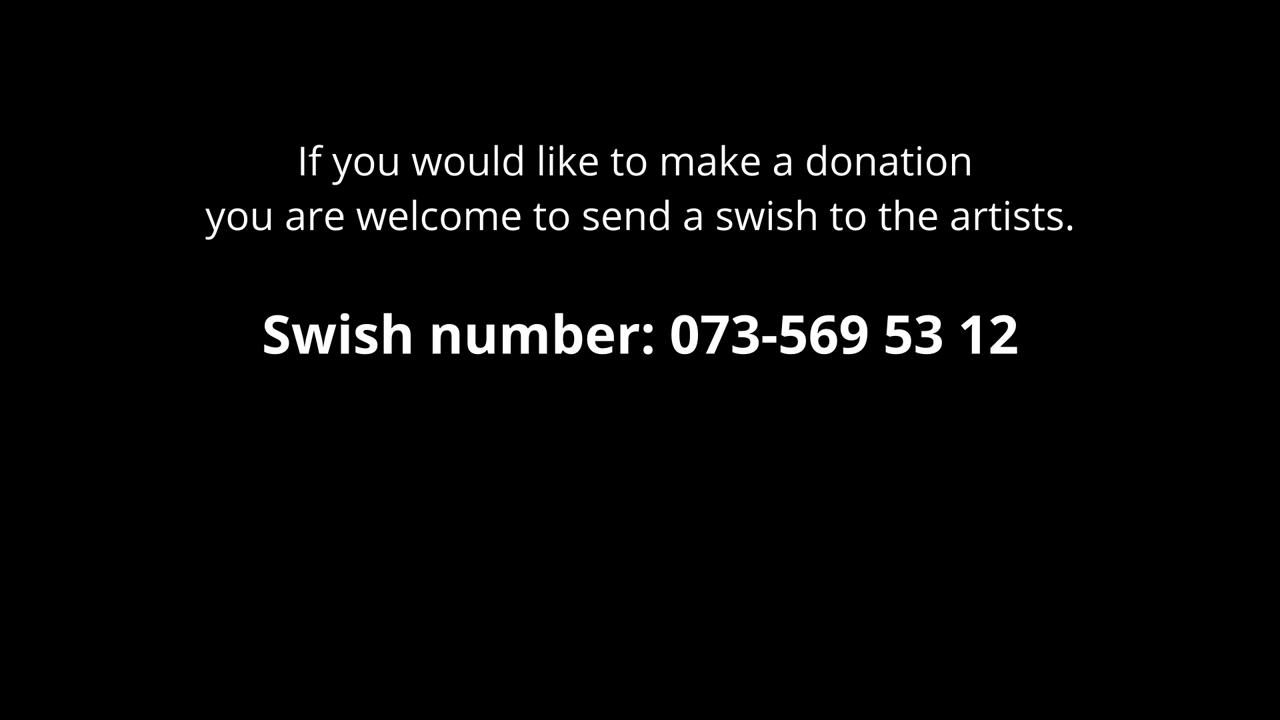 If you would like to make a donation
you are welcome to send a swish to the artists.
Swish number: 073-569 53 12